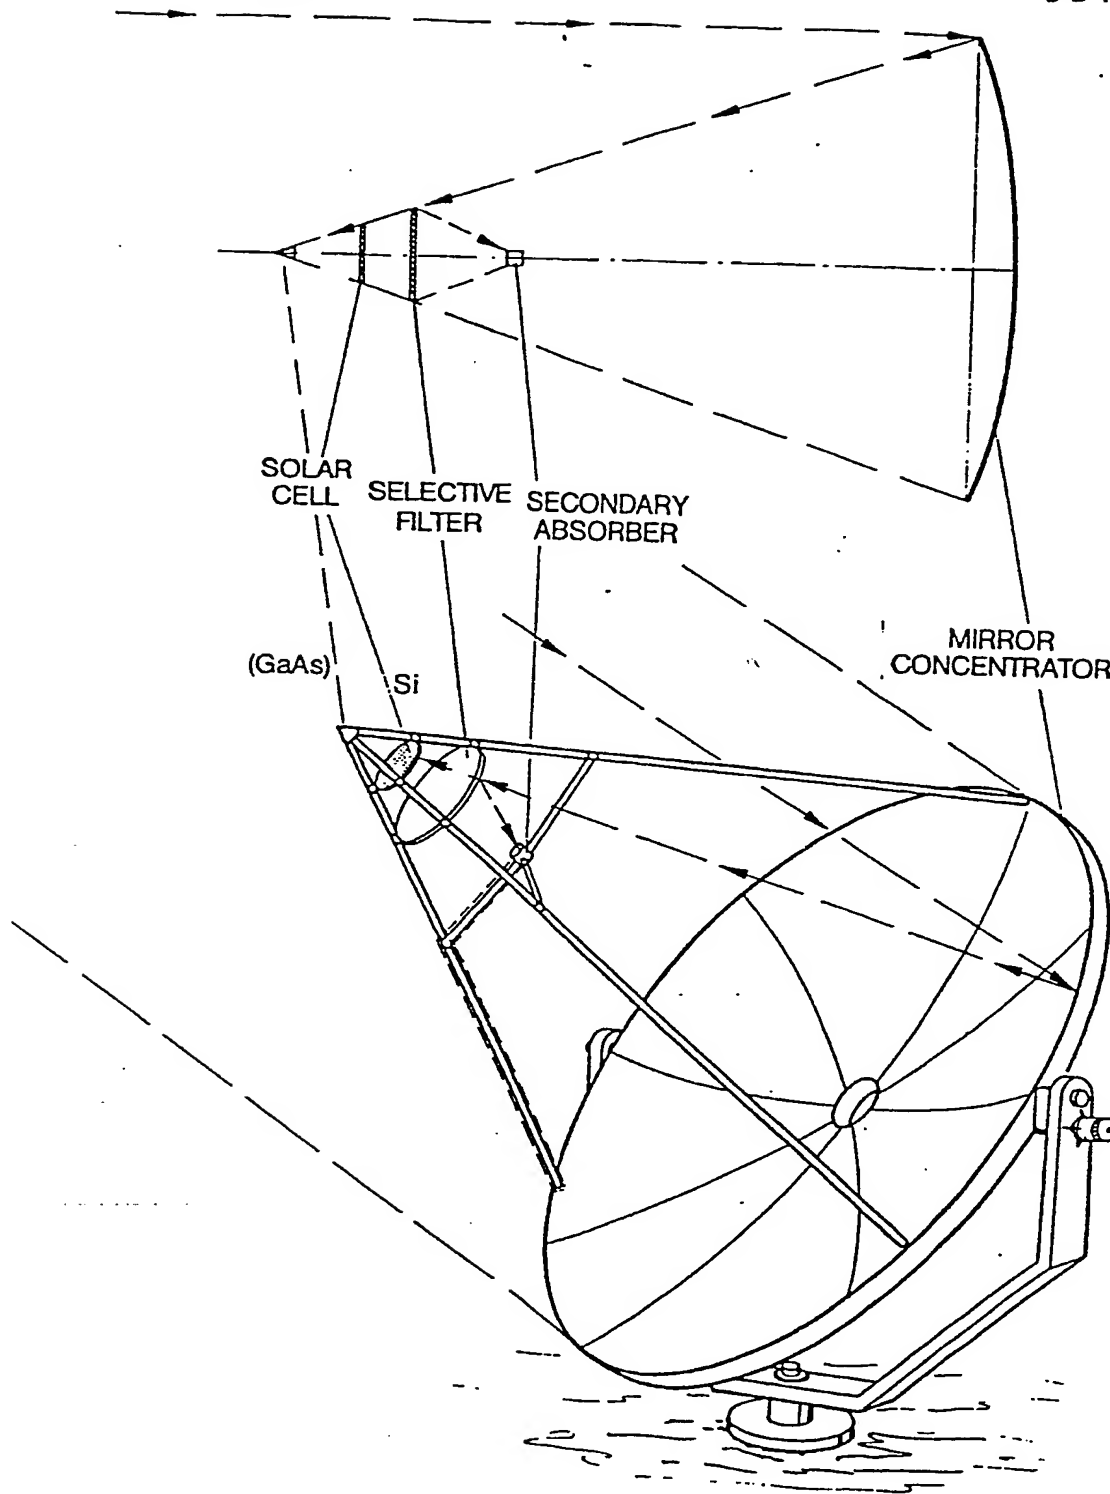 SOLAR
CELL
SELECTIVE
FILTER
SECONDARY
ABSORBER
MIRROR
CONCENTRATOR
(GaAs)
Si